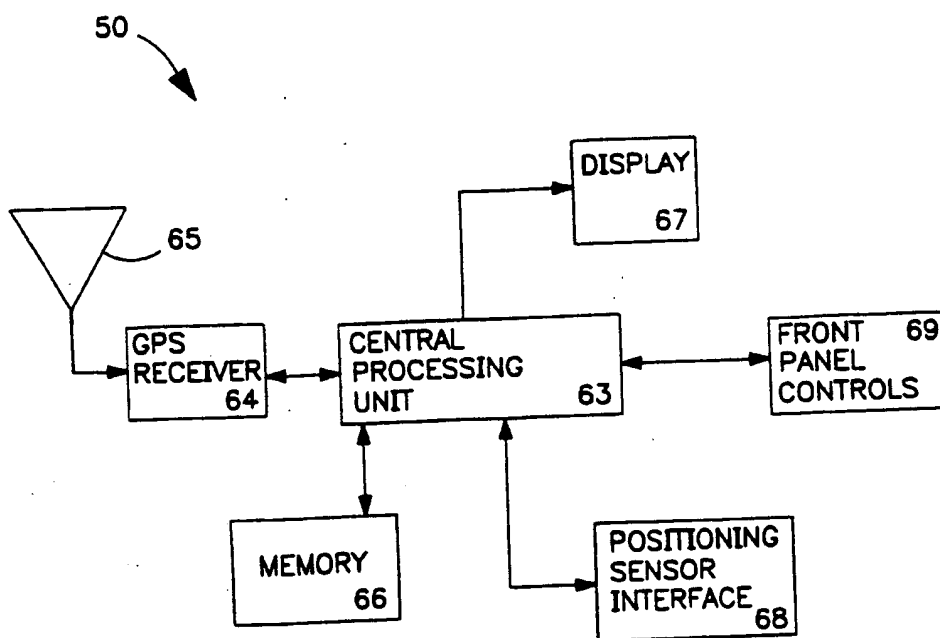 50
DISPLAY
67
65
GPS
RECEIVER
64
CENTRAL
PROCESSING
UNIT 63
FRONT 69
PANEL
CONTROLS
MEMORY
66
POSITIONING
SENSOR
INTERFACE 68